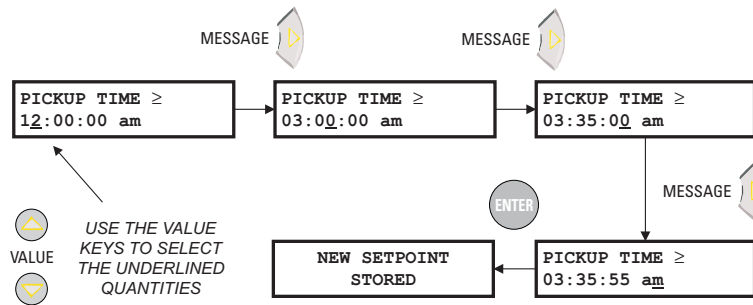 MESSAGE
MESSAGE
PICKUP TIME ≥
12:00:00 am
PICKUP TIME ≥
03:00:00 am
PICKUP TIME ≥
03:35:00 am
MESSAGE
ENTER
VALUE
USE THE VALUE
KEYS TO SELECT
THE UNDERLINED
QUANTITIES
NEW SETPOINT
STORED
PICKUP TIME ≥
03:35:55 am